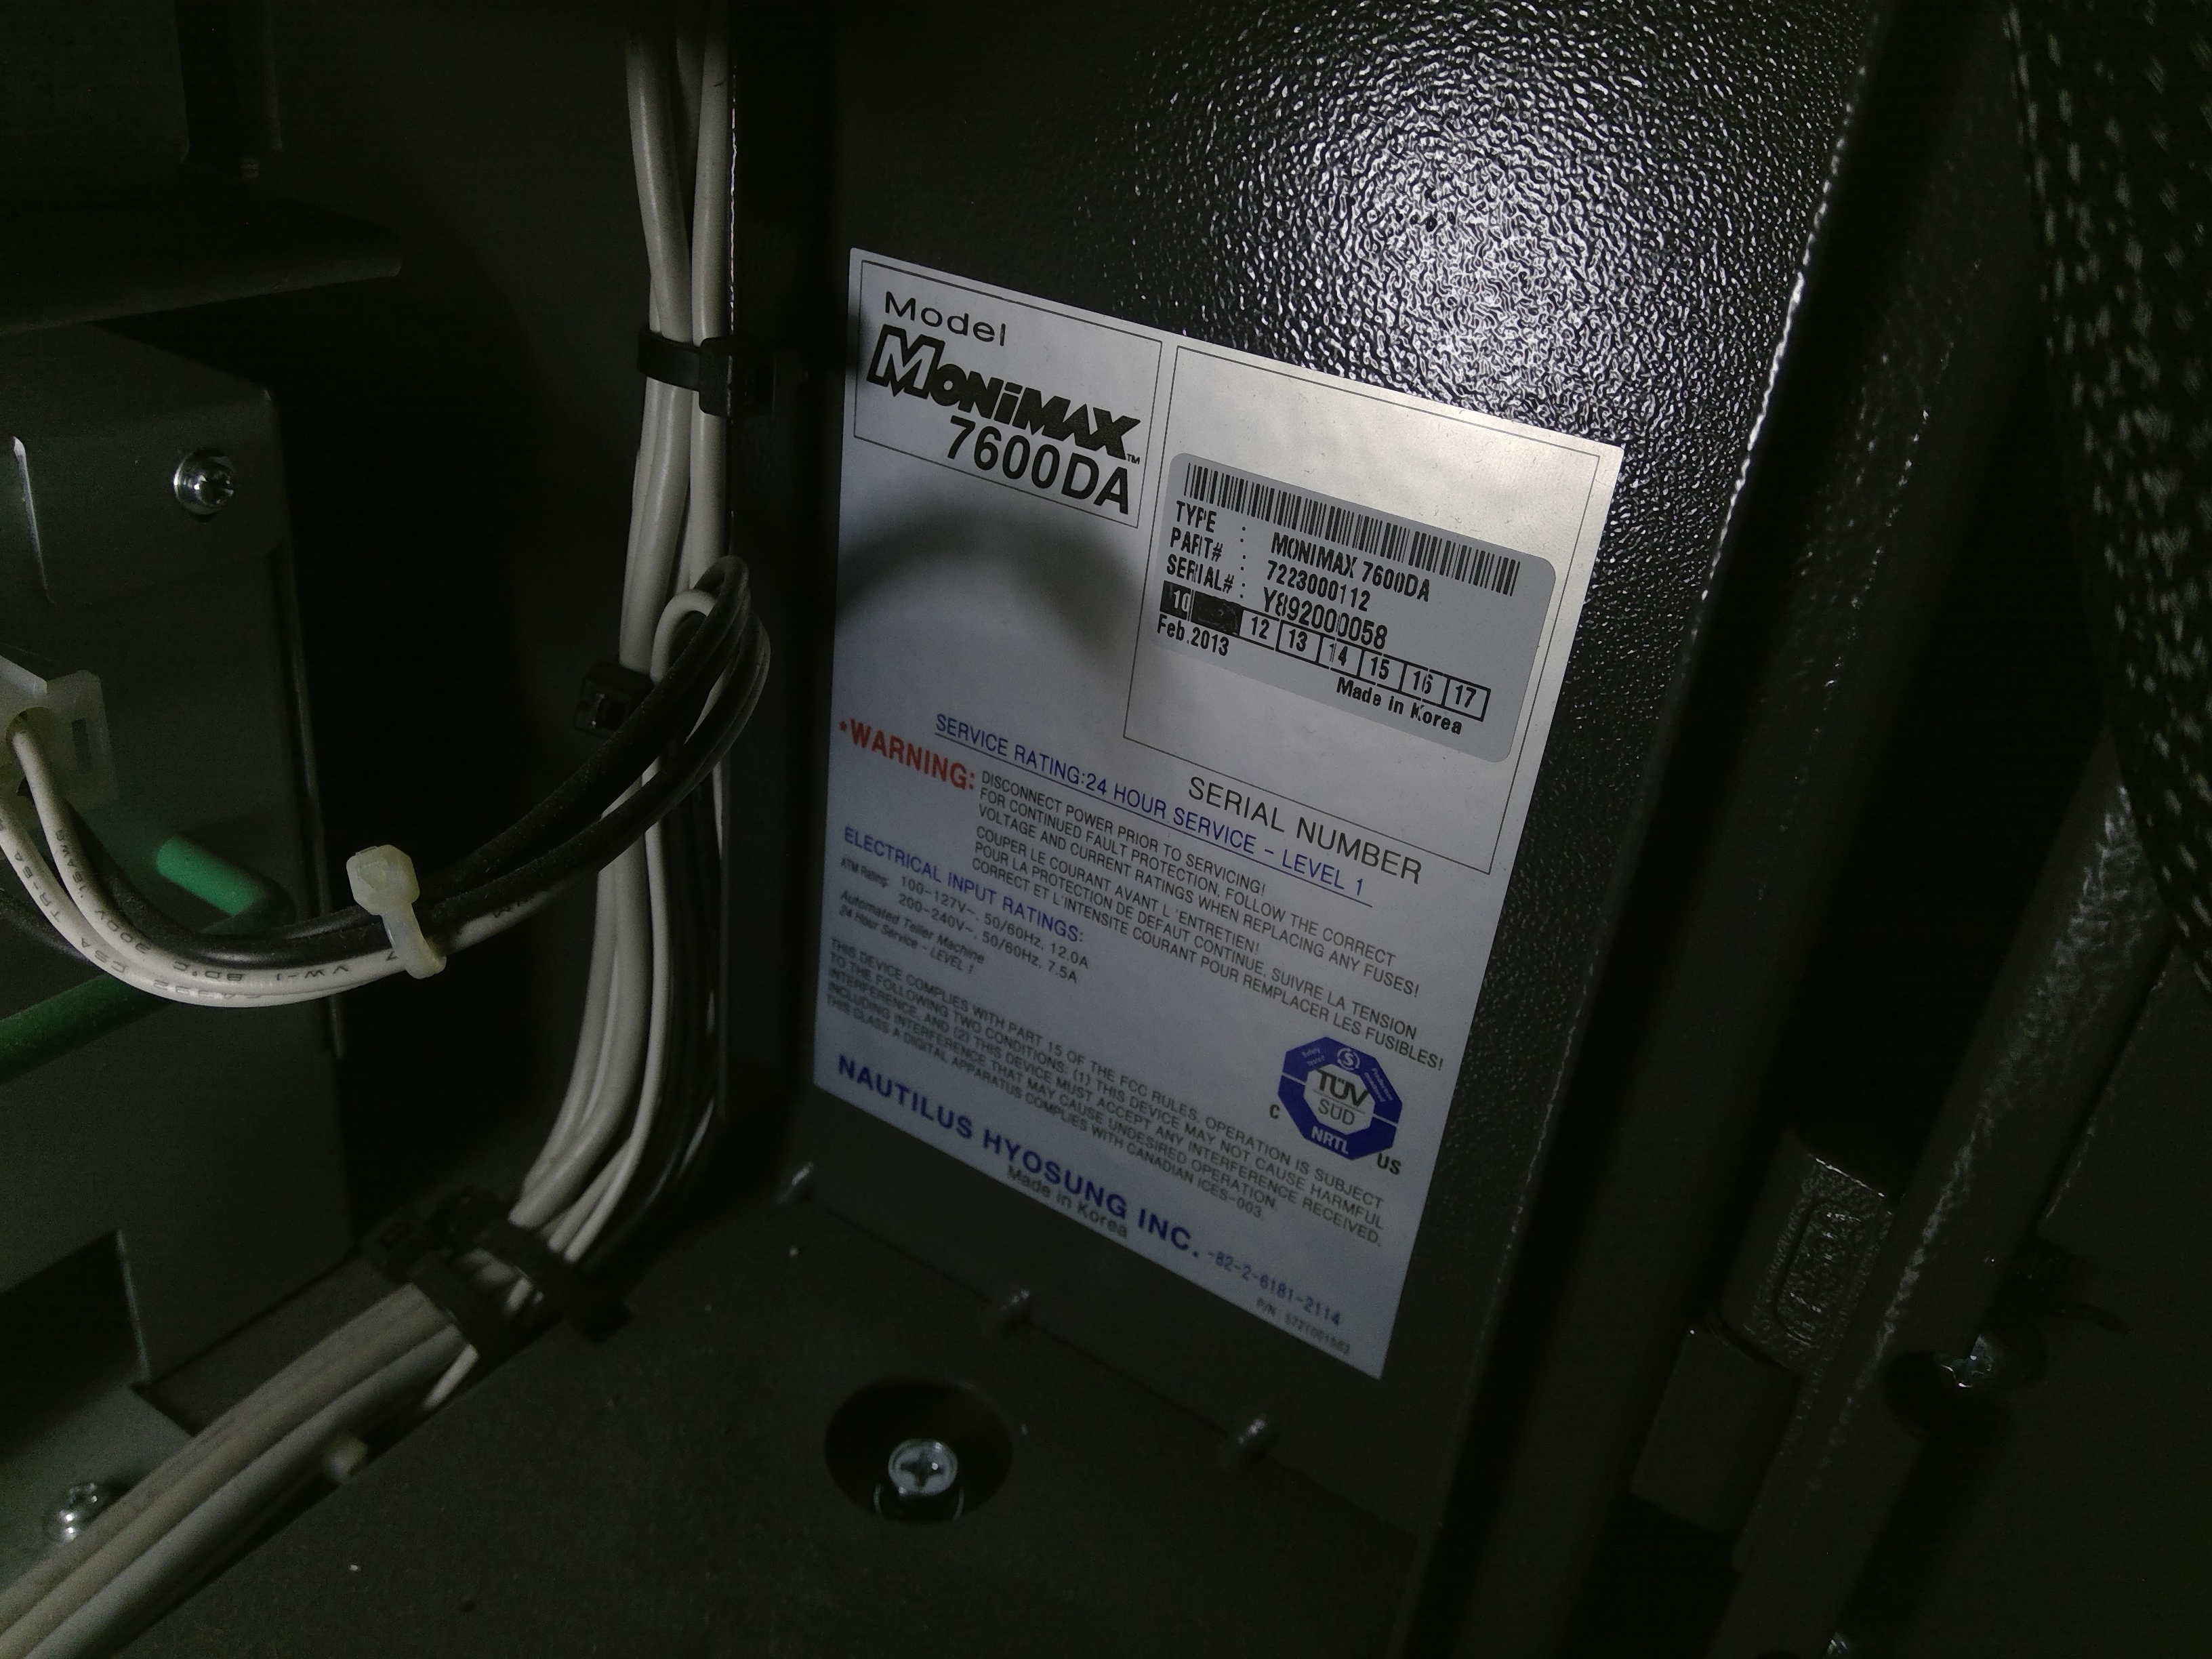 Model
MONiMAX™
7600DA
TYPE : MONIMAX 7600DA
PART# : 7223000112
SERIAL# : Y892000058
10 12 13 14 15 16 17
Feb.2013
Made in Korea
SERIAL NUMBER
SERVICE RATING:24 HOUR SERVICE - LEVEL 1
*WARNING: DISCONNECT POWER PRIOR TO SERVICING!
FOR CONTINUED FAULT PROTECTION, FOLLOW THE CORRECT
VOLTAGE AND CURRENT RATINGS WHEN REPLACING ANY FUSES!
COUPER LE COURANT AVANT L'ENTRETIEN!
POUR LA PROTECTION DE DEFAUT CONTINUE, SUIVRE LA TENSION
CORRECT ET L'INTENSITE COURANT POUR REMPLACER LES FUSIBLES!
ELECTRICAL INPUT RATINGS:
ATM Rating: 100-127V~, 50/60Hz, 12.0A
200-240V~, 50/60Hz, 7.5A
Automated Teller Machine
24 Hour Service - LEVEL 1
THIS DEVICE COMPLIES WITH PART 15 OF THE FCC RULES. OPERATION IS SUBJECT
TO THE FOLLOWING TWO CONDITIONS: (1) THIS DEVICE MAY NOT CAUSE HARMFUL
INTERFERENCE, AND (2) THIS DEVICE MUST ACCEPT ANY INTERFERENCE RECEIVED,
INCLUDING INTERFERENCE THAT MAY CAUSE UNDESIRED OPERATION.
THIS CLASS A DIGITAL APPARATUS COMPLIES WITH CANADIAN ICES-003.
TÜV
SÜD
NRTL
C US
NAUTILUS HYOSUNG INC. -82-2-6181-2114
Made in Korea
P/N :